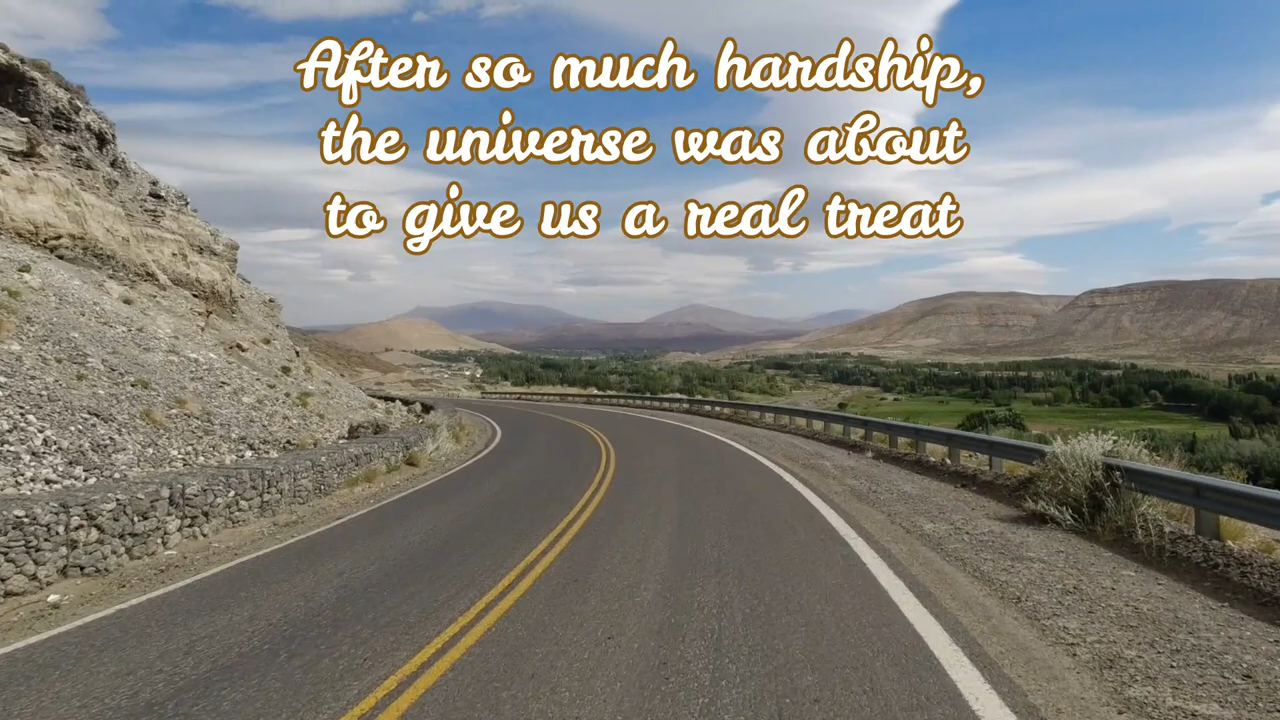 After so much hardship,
the universe was about
to give us a real treat